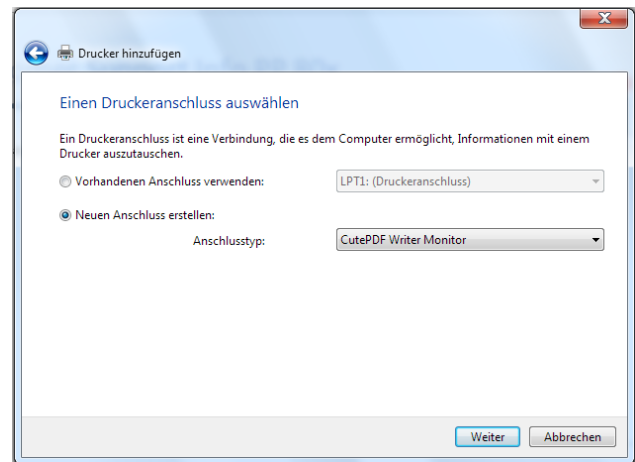 Drucker hinzufügen
Einen Druckeranschluss auswählen
Ein Druckeranschluss ist eine Verbindung, die es dem Computer ermöglicht, Informationen mit einem
Drucker auszutauschen.
Vorhandenen Anschluss verwenden: LPT1: (Druckeranschluss)
Neuen Anschluss erstellen:
Anschlusstyp: CutePDF Writer Monitor
Weiter Abbrechen